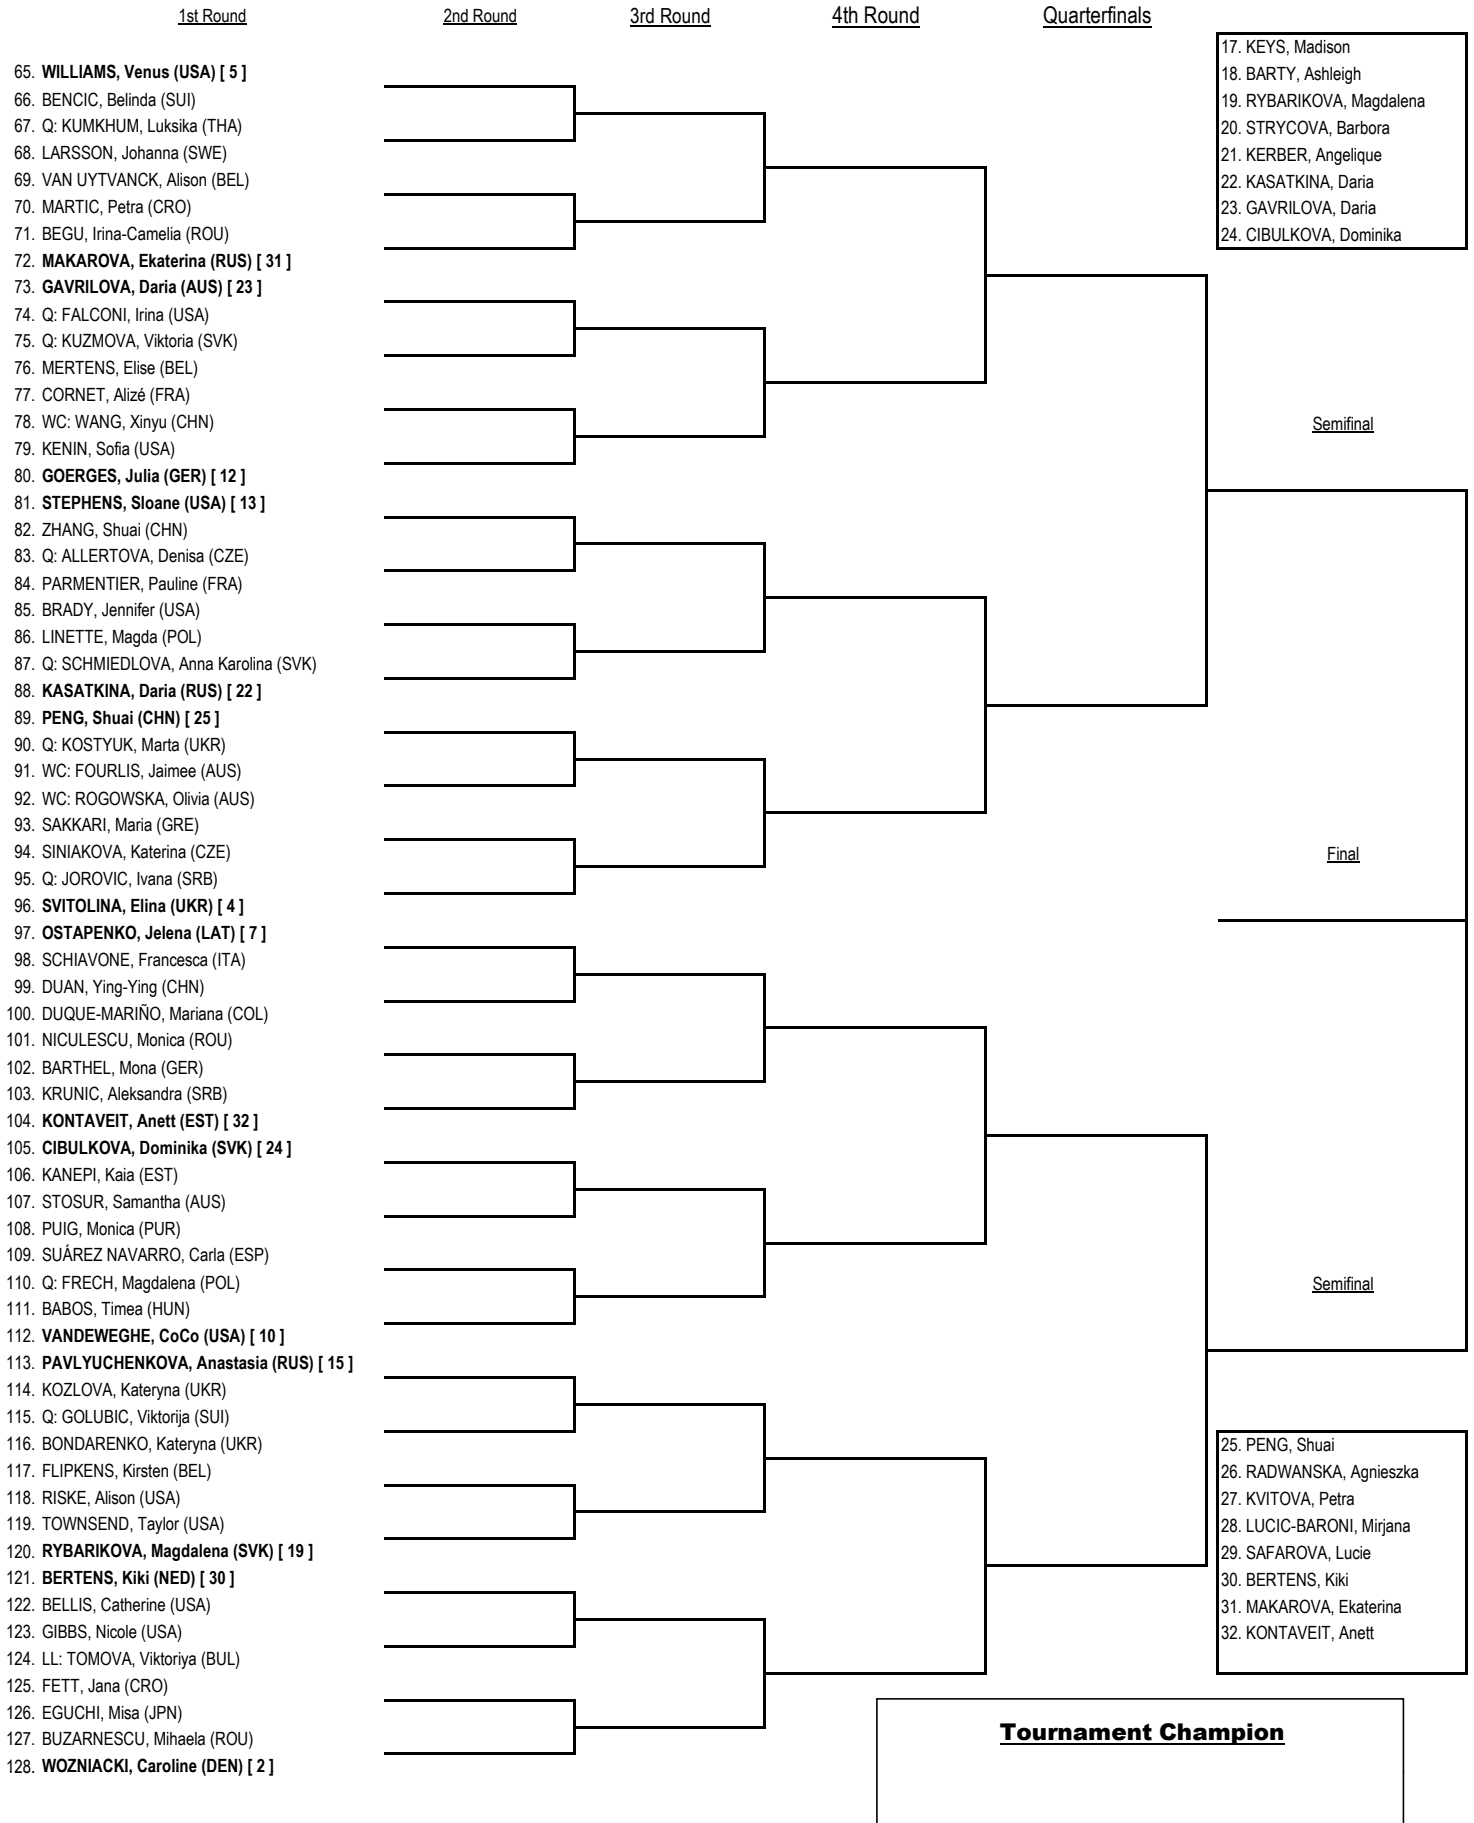 1st Round 2nd Round 3rd Round 4th Round Quarterfinals
17. KEYS, Madison
18. BARTY, Ashleigh
19. RYBARIKOVA, Magdalena
20. STRYCOVA, Barbora
21. KERBER, Angelique
22. KASATKINA, Daria
23. GAVRILOVA, Daria
24. CIBULKOVA, Dominika
65. WILLIAMS, Venus (USA) [ 5 ]
66. BENCIC, Belinda (SUI)
67. Q: KUMKHUM, Luksika (THA)
68. LARSSON, Johanna (SWE)
69. VAN UYTVANCK, Alison (BEL)
70. MARTIC, Petra (CRO)
71. BEGU, Irina-Camelia (ROU)
72. MAKAROVA, Ekaterina (RUS) [ 31 ]
73. GAVRILOVA, Daria (AUS) [ 23 ]
74. Q: FALCONI, Irina (USA)
75. Q: KUZMOVA, Viktoria (SVK)
76. MERTENS, Elise (BEL)
77. CORNET, Alizé (FRA)
78. WC: WANG, Xinyu (CHN)
Semifinal
79. KENIN, Sofia (USA)
80. GOERGES, Julia (GER) [ 12 ]
81. STEPHENS, Sloane (USA) [ 13 ]
82. ZHANG, Shuai (CHN)
83. Q: ALLERTOVA, Denisa (CZE)
84. PARMENTIER, Pauline (FRA)
85. BRADY, Jennifer (USA)
86. LINETTE, Magda (POL)
87. Q: SCHMIEDLOVA, Anna Karolina (SVK)
88. KASATKINA, Daria (RUS) [ 22 ]
89. PENG, Shuai (CHN) [ 25 ]
90. Q: KOSTYUK, Marta (UKR)
91. WC: FOURLIS, Jaimee (AUS)
92. WC: ROGOWSKA, Olivia (AUS)
93. SAKKARI, Maria (GRE)
94. SINIAKOVA, Katerina (CZE)
Final
95. Q: JOROVIC, Ivana (SRB)
96. SVITOLINA, Elina (UKR) [ 4 ]
97. OSTAPENKO, Jelena (LAT) [ 7 ]
98. SCHIAVONE, Francesca (ITA)
99. DUAN, Ying-Ying (CHN)
100. DUQUE-MARIÑO, Mariana (COL)
101. NICULESCU, Monica (ROU)
102. BARTHEL, Mona (GER)
103. KRUNIC, Aleksandra (SRB)
104. KONTAVEIT, Anett (EST) [ 32 ]
105. CIBULKOVA, Dominika (SVK) [ 24 ]
106. KANEPI, Kaia (EST)
107. STOSUR, Samantha (AUS)
108. PUIG, Monica (PUR)
109. SUÁREZ NAVARRO, Carla (ESP)
110. Q: FRECH, Magdalena (POL)
Semifinal
111. BABOS, Timea (HUN)
112. VANDEWEGHE, CoCo (USA) [ 10 ]
113. PAVLYUCHENKOVA, Anastasia (RUS) [ 15 ]
114. KOZLOVA, Kateryna (UKR)
115. Q: GOLUBIC, Viktorija (SUI)
116. BONDARENKO, Kateryna (UKR)
117. FLIPKENS, Kirsten (BEL)
118. RISKE, Alison (USA)
119. TOWNSEND, Taylor (USA)
120. RYBARIKOVA, Magdalena (SVK) [ 19 ]
121. BERTENS, Kiki (NED) [ 30 ]
122. BELLIS, Catherine (USA)
123. GIBBS, Nicole (USA)
124. LL: TOMOVA, Viktoriya (BUL)
125. FETT, Jana (CRO)
126. EGUCHI, Misa (JPN)
127. BUZARNESCU, Mihaela (ROU)
128. WOZNIACKI, Caroline (DEN) [ 2 ]
25. PENG, Shuai
26. RADWANSKA, Agnieszka
27. KVITOVA, Petra
28. LUCIC-BARONI, Mirjana
29. SAFAROVA, Lucie
30. BERTENS, Kiki
31. MAKAROVA, Ekaterina
32. KONTAVEIT, Anett
Tournament Champion